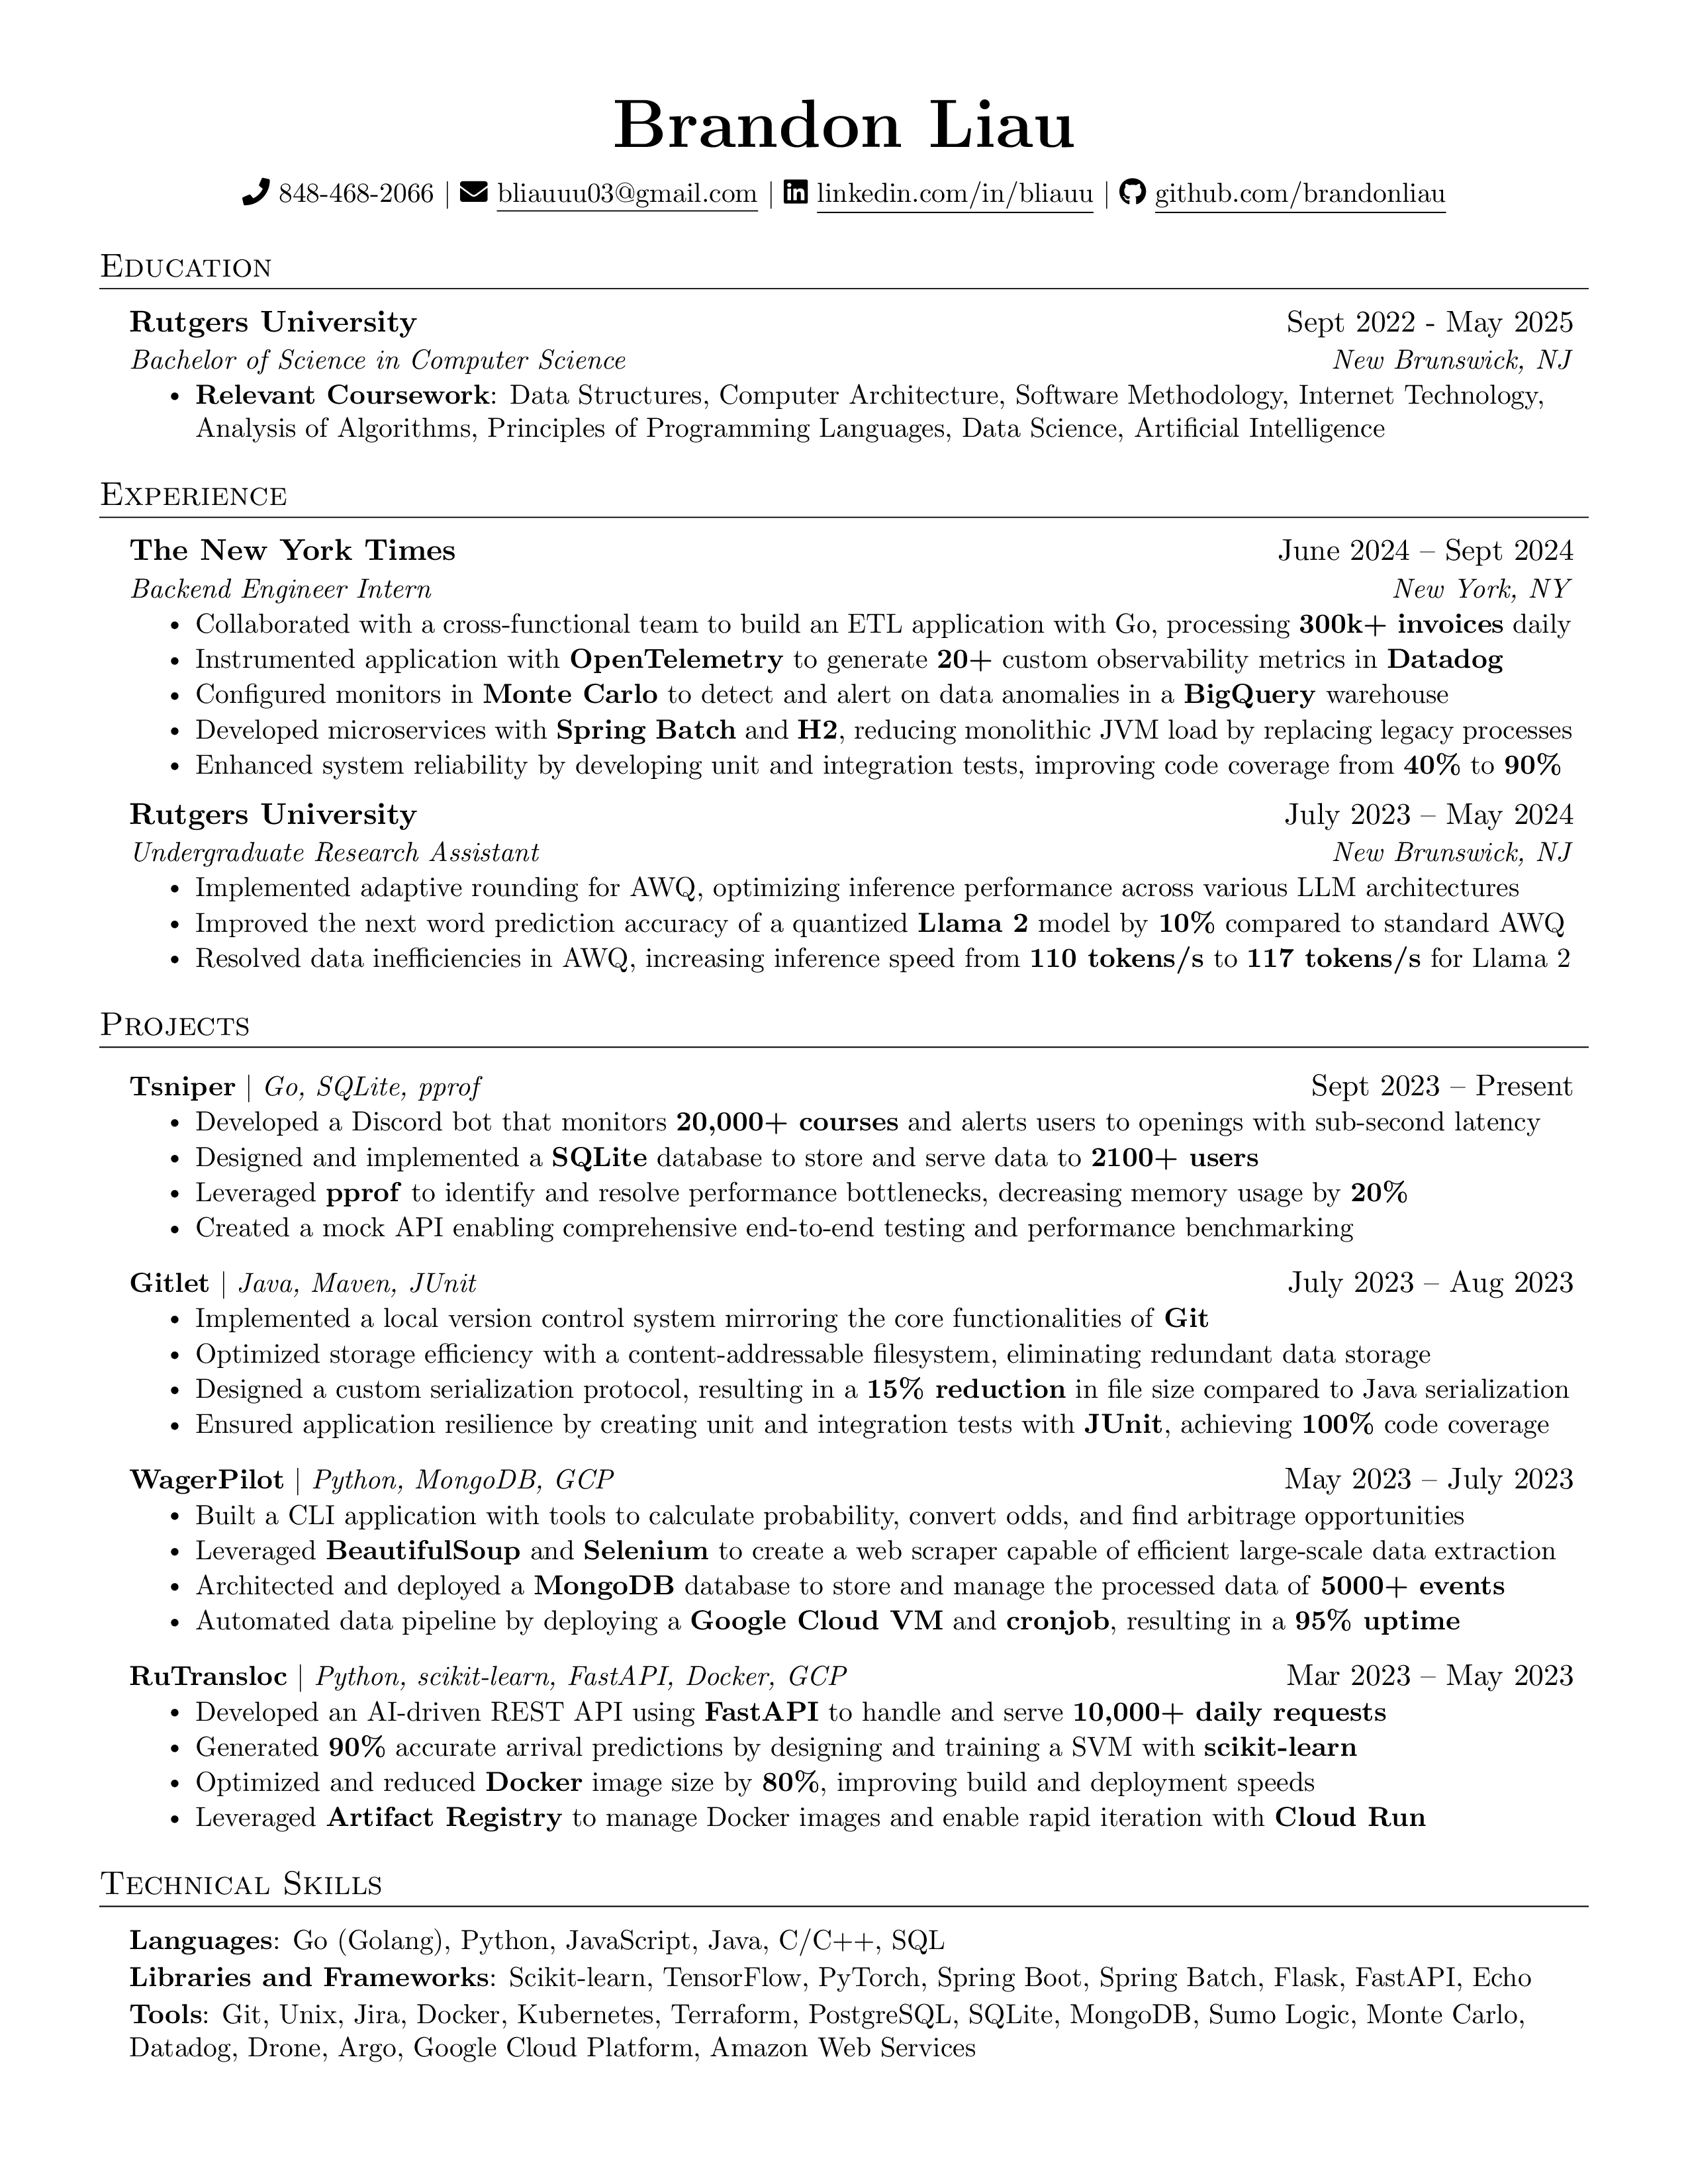 Brandon Liau
848-468-2066 | bliauuu03@gmail.com | linkedin.com/in/bliauu | github.com/brandonliau
Education
Rutgers University Sept 2022 - May 2025
Bachelor of Science in Computer Science New Brunswick, NJ
• Relevant Coursework: Data Structures, Computer Architecture, Software Methodology, Internet Technology,
Analysis of Algorithms, Principles of Programming Languages, Data Science, Artificial Intelligence
Experience
The New York Times June 2024 – Sept 2024
Backend Engineer Intern New York, NY
• Collaborated with a cross-functional team to build an ETL application with Go, processing 300k+ invoices daily
• Instrumented application with OpenTelemetry to generate 20+ custom observability metrics in Datadog
• Configured monitors in Monte Carlo to detect and alert on data anomalies in a BigQuery warehouse
• Developed microservices with Spring Batch and H2, reducing monolithic JVM load by replacing legacy processes
• Enhanced system reliability by developing unit and integration tests, improving code coverage from 40% to 90%
Rutgers University July 2023 – May 2024
Undergraduate Research Assistant New Brunswick, NJ
• Implemented adaptive rounding for AWQ, optimizing inference performance across various LLM architectures
• Improved the next word prediction accuracy of a quantized Llama 2 model by 10% compared to standard AWQ
• Resolved data inefficiencies in AWQ, increasing inference speed from 110 tokens/s to 117 tokens/s for Llama 2
Projects
Tsniper | Go, SQLite, pprof Sept 2023 – Present
• Developed a Discord bot that monitors 20,000+ courses and alerts users to openings with sub-second latency
• Designed and implemented a SQLite database to store and serve data to 2100+ users
• Leveraged pprof to identify and resolve performance bottlenecks, decreasing memory usage by 20%
• Created a mock API enabling comprehensive end-to-end testing and performance benchmarking
Gitlet | Java, Maven, JUnit July 2023 – Aug 2023
• Implemented a local version control system mirroring the core functionalities of Git
• Optimized storage efficiency with a content-addressable filesystem, eliminating redundant data storage
• Designed a custom serialization protocol, resulting in a 15% reduction in file size compared to Java serialization
• Ensured application resilience by creating unit and integration tests with JUnit, achieving 100% code coverage
WagerPilot | Python, MongoDB, GCP May 2023 – July 2023
• Built a CLI application with tools to calculate probability, convert odds, and find arbitrage opportunities
• Leveraged BeautifulSoup and Selenium to create a web scraper capable of efficient large-scale data extraction
• Architected and deployed a MongoDB database to store and manage the processed data of 5000+ events
• Automated data pipeline by deploying a Google Cloud VM and cronjob, resulting in a 95% uptime
RuTransloc | Python, scikit-learn, FastAPI, Docker, GCP Mar 2023 – May 2023
• Developed an AI-driven REST API using FastAPI to handle and serve 10,000+ daily requests
• Generated 90% accurate arrival predictions by designing and training a SVM with scikit-learn
• Optimized and reduced Docker image size by 80%, improving build and deployment speeds
• Leveraged Artifact Registry to manage Docker images and enable rapid iteration with Cloud Run
Technical Skills
Languages: Go (Golang), Python, JavaScript, Java, C/C++, SQL
Libraries and Frameworks: Scikit-learn, TensorFlow, PyTorch, Spring Boot, Spring Batch, Flask, FastAPI, Echo
Tools: Git, Unix, Jira, Docker, Kubernetes, Terraform, PostgreSQL, SQLite, MongoDB, Sumo Logic, Monte Carlo,
Datadog, Drone, Argo, Google Cloud Platform, Amazon Web Services